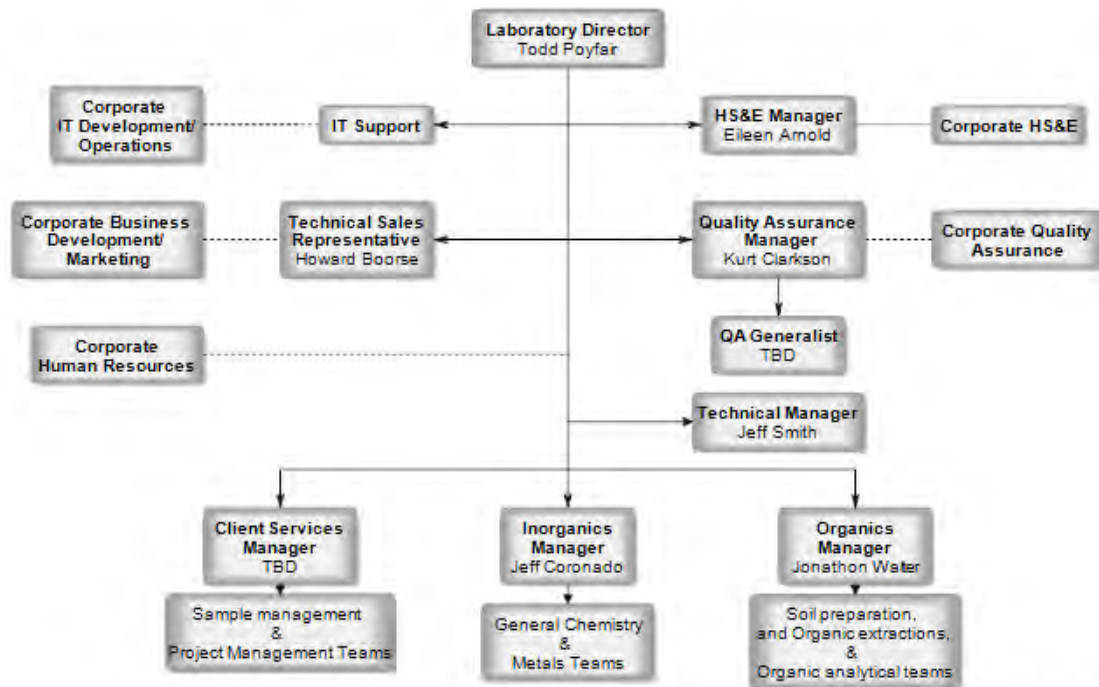 Laboratory Director
Todd Poyfair
Corporate
IT Development/
Operations
IT Support
HS&E Manager
Eileen Arnold
Corporate HS&E
Corporate Business
Development/
Marketing
Technical Sales
Representative
Howard Boorse
Quality Assurance
Manager
Kurt Clarkson
Corporate Quality
Assurance
QA Generalist
TBD
Corporate
Human Resources
Technical Manager
Jeff Smith
Client Services
Manager
TBD
Inorganics
Manager
Jeff Coronado
Organics
Manager
Jonathon Walter
Sample management
&
Project Management Teams
General Chemistry
&
Metals Teams
Soil preparation,
and Organic extractions,
&
Organic analytical teams